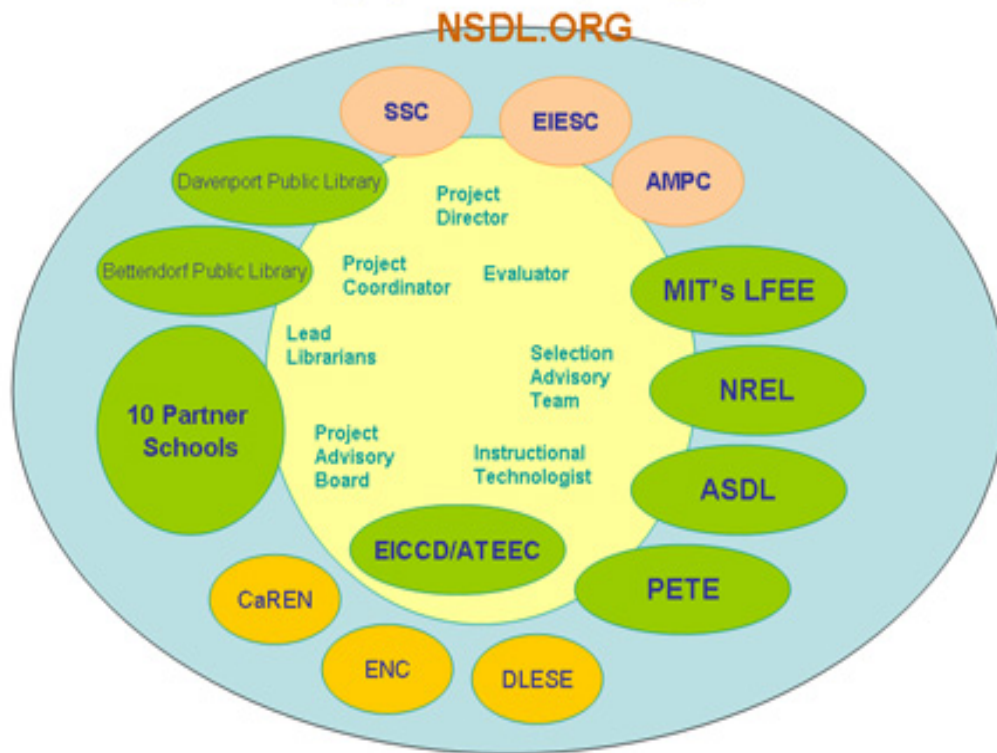 NSDL.ORG
SSC
EIESC
AMPC
Davenport Public Library
Project
Director
Bettendorf Public Library
Project
Coordinator
Evaluator
MIT's LFEE
Lead
Librarians
Selection
Advisory
Team
NREL
10 Partner
Schools
Project
Advisory
Board
Instructional
Technologist
ASDL
EICCD/ATEEC
PETE
CaREN
ENC
DLESE